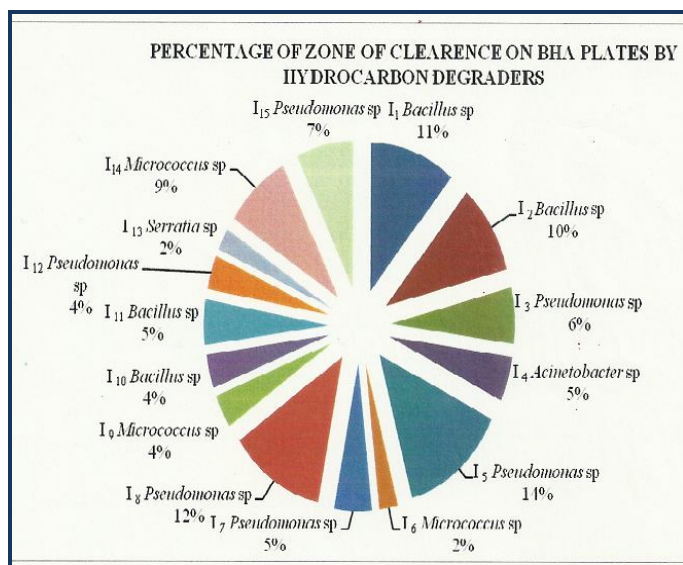 PERCENTAGE OF ZONE OF CLEARENCE ON BHA PLATES BY
HYDROCARBON DEGRADERS
I15 Pseudomonas sp
7%
I1 Bacillus sp
11%
I2 Bacillus sp
10%
I3 Pseudomonas sp
6%
I4 Acinetobacter sp
5%
I5 Pseudomonas sp
14%
I6 Micrococcus sp
2%
I7 Pseudomonas sp
5%
I8 Pseudomonas sp
12%
I9 Micrococcus sp
4%
I10 Bacillus sp
4%
I11 Bacillus sp
5%
I12 Pseudomonas
sp
4%
I13 Serratia sp
2%
I14 Micrococcus sp
9%